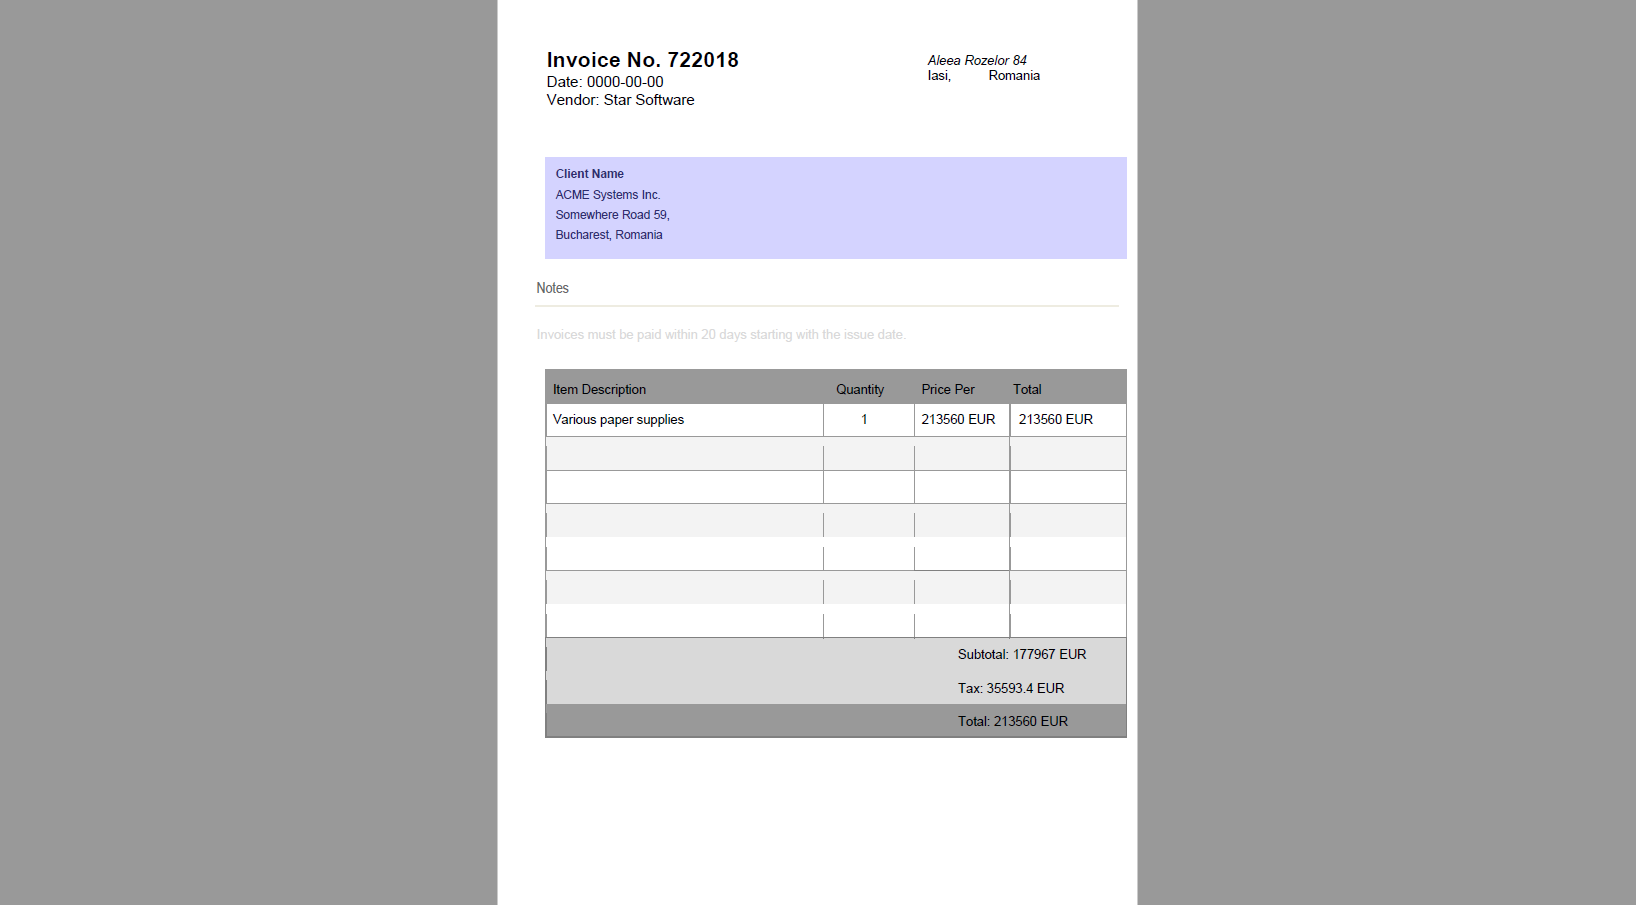 Invoice No. 722018
Date: 0000-00-00
Vendor: Star Software
Aleea Rozelor 84
Iasi, Romania
Client Name
ACME Systems Inc.
Somewhere Road 59,
Bucharest, Romania
Notes
Invoices must be paid within 20 days starting with the issue date.
Item Description Quantity Price Per Total
Various paper supplies 1 213560 EUR 213560 EUR
Subtotal: 177967 EUR
Tax: 35593.4 EUR
Total: 213560 EUR